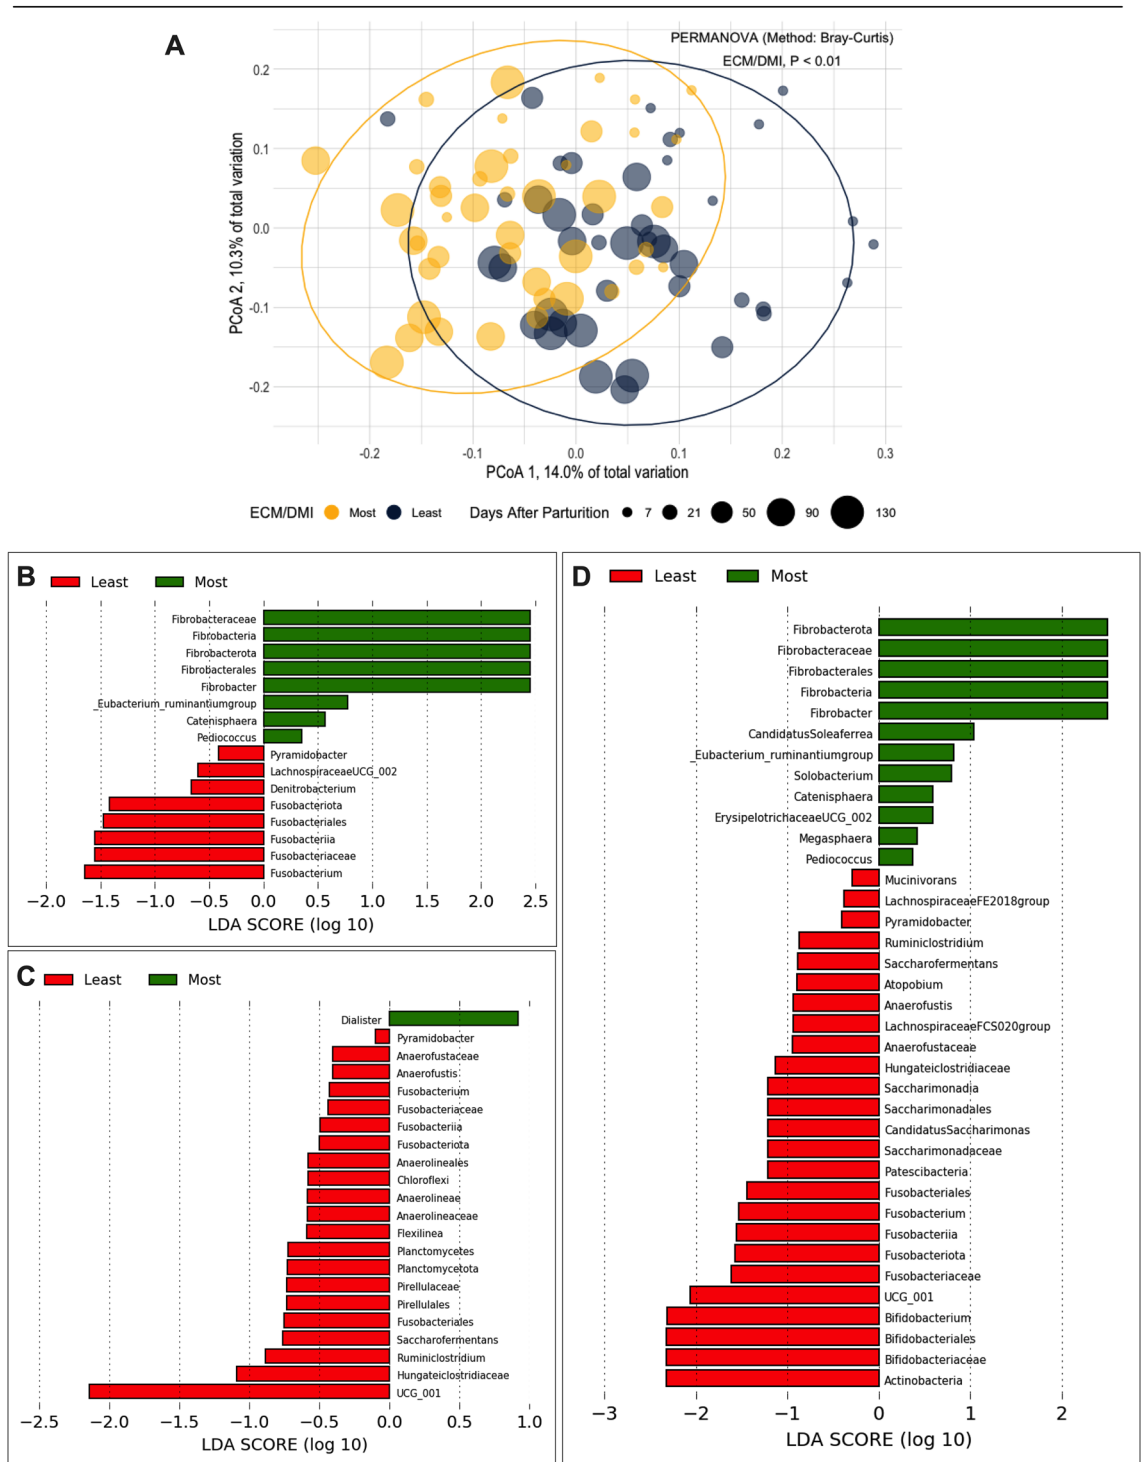 A
PERMANOVA (Method: Bray-Curtis)
ECM/DMI, P < 0.01
0.2
0.1
0.0
-0.1
-0.2
PCoA 2, 10.3% of total variation
-0.2 -0.1 0.0 0.1 0.2 0.3
PCoA 1, 14.0% of total variation
ECM/DMI Most Least Days After Parturition 7 21 50 90 130
B
Least Most
Fibrobacteraceae
Fibrobacteria
Fibrobacterota
Fibrobacterales
Fibrobacter
_Eubacterium_ruminantiumgroup
Catenisphaera
Pediococcus
Pyramidobacter
LachnospiraceaeUCG_002
Denitrobacterium
Fusobacteriota
Fusobacteriales
Fusobacteriia
Fusobacteriaceae
Fusobacterium
−2.0 −1.5 −1.0 −0.5 0.0 0.5 1.0 1.5 2.0 2.5
LDA SCORE (log 10)
C
Least Most
Dialister
Pyramidobacter
Anaerofustaceae
Anaerofustis
Fusobacterium
Fusobacteriaceae
Fusobacteriia
Fusobacteriota
Anaerolineales
Chloroflexi
Anaerolineae
Anaerolineaceae
Flexilinea
Planctomycetes
Planctomycetota
Pirellulaceae
Pirellulales
Fusobacteriales
Saccharofermentans
Ruminiclostridium
Hungateiclostridiaceae
UCG_001
−2.5 −2.0 −1.5 −1.0 −0.5 0.0 0.5 1.0
LDA SCORE (log 10)
D
Least Most
Fibrobacterota
Fibrobacteraceae
Fibrobacterales
Fibrobacteria
Fibrobacter
CandidatusSoleaferrea
_Eubacterium_ruminantiumgroup
Solobacterium
Catenisphaera
ErysipelotrichaceaeUCG_002
Megasphaera
Pediococcus
Mucinivorans
LachnospiraceaeFE2018group
Pyramidobacter
Ruminiclostridium
Saccharofermentans
Atopobium
Anaerofustis
LachnospiraceaeFCS020group
Anaerofustaceae
Hungateiclostridiaceae
Saccharimonadia
Saccharimonadales
CandidatusSaccharimonas
Saccharimonadaceae
Patescibacteria
Fusobacteriales
Fusobacterium
Fusobacteriia
Fusobacteriota
Fusobacteriaceae
UCG_001
Bifidobacterium
Bifidobacteriales
Bifidobacteriaceae
Actinobacteria
−3 −2 −1 0 1 2
LDA SCORE (log 10)